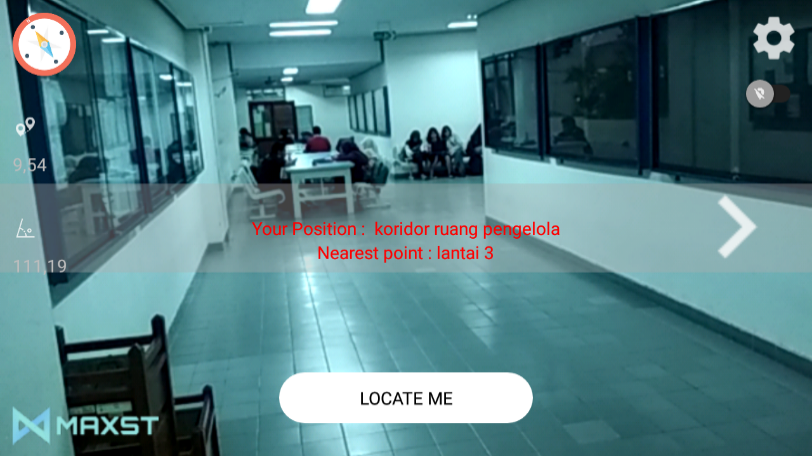 9,54
Your Position : koridor ruang pengelola
Nearest point : lantai 3
111,19
LOCATE ME
MAXST